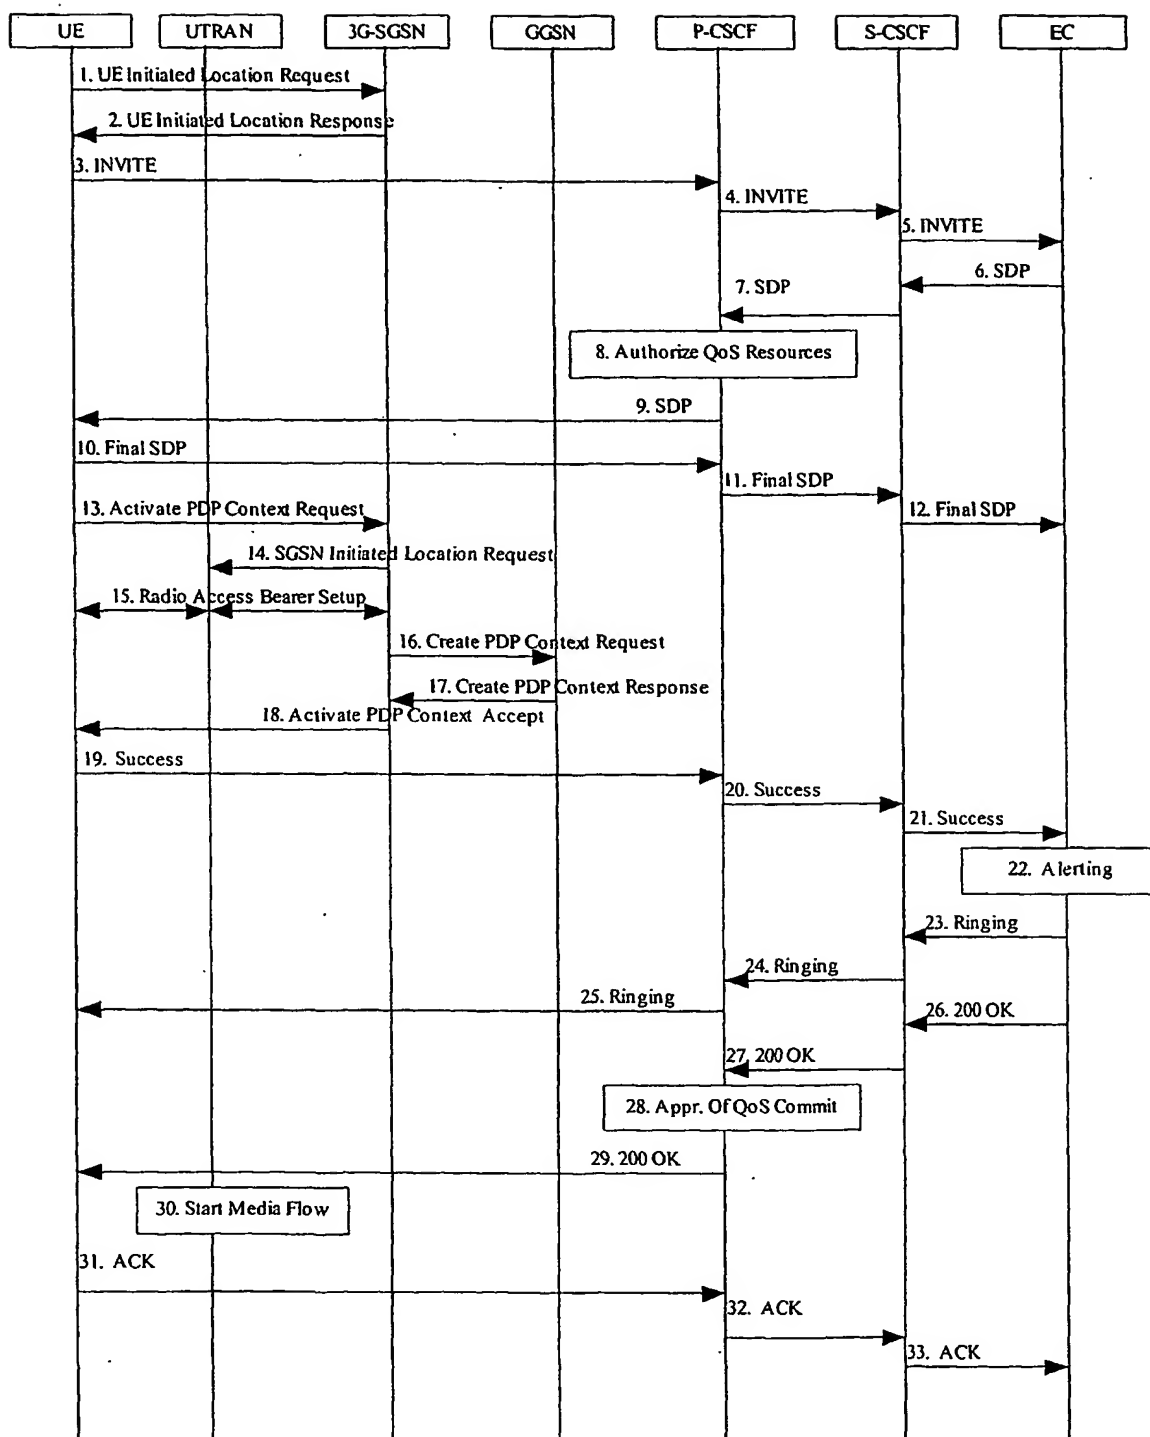 UE UTRAN 3G-SGSN GGSN P-CSCF S-CSCF EC
1. UE Initiated Location Request
2. UE Initiated Location Response
3. INVITE
4. INVITE
5. INVITE
6. SDP
7. SDP
8. Authorize QoS Resources
9. SDP
10. Final SDP
11. Final SDP
13. Activate PDP Context Request
12. Final SDP
14. SGSN Initiated Location Request
15. Radio Access Bearer Setup
16. Create PDP Context Request
17. Create PDP Context Response
18. Activate PDP Context Accept
19. Success
20. Success
21. Success
22. Alerting
23. Ringing
24. Ringing
25. Ringing
26. 200 OK
27. 200 OK
28. Appr. Of QoS Commit
29. 200 OK
30. Start Media Flow
31. ACK
32. ACK
33. ACK